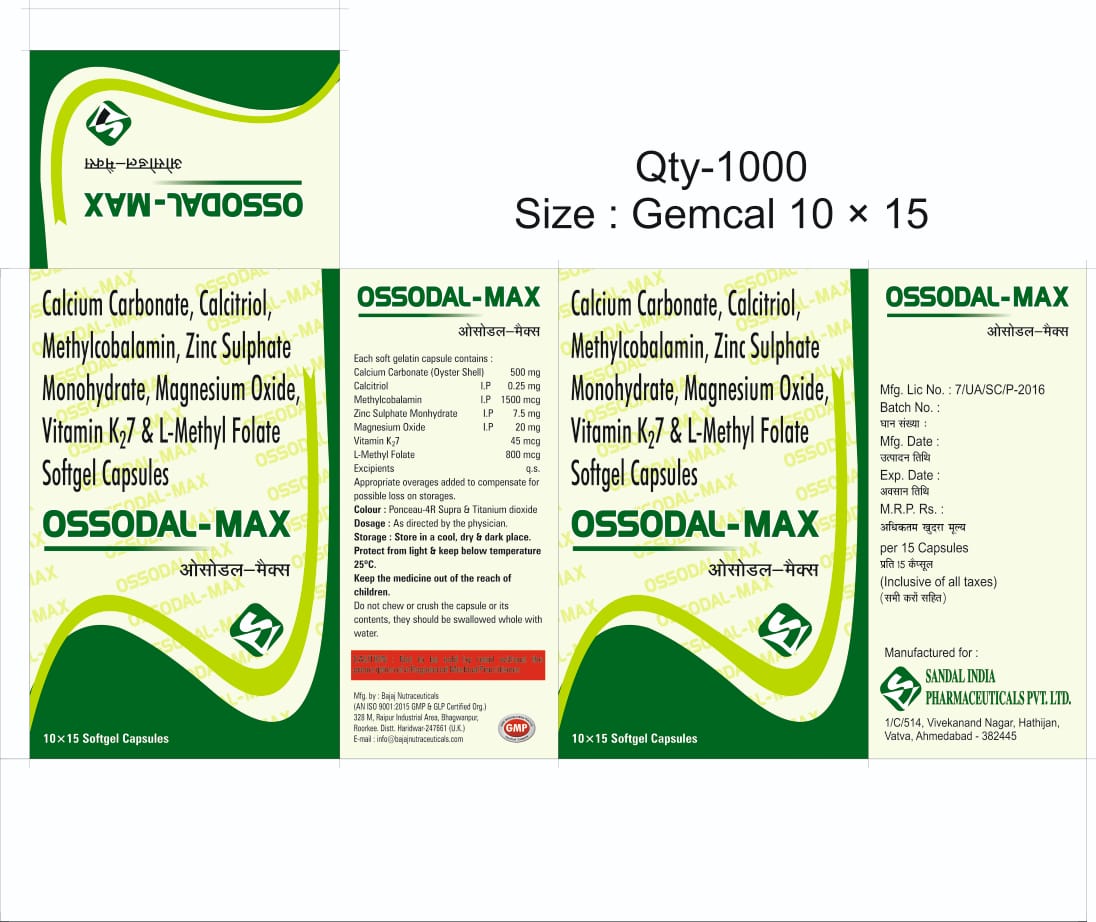 ओसोडल–मैक्स
OSSODAL-MAX
Qty-1000
Size : Gemcal 10 × 15
Calcium Carbonate, Calcitriol,
Methylcobalamin, Zinc Sulphate
Monohydrate, Magnesium Oxide,
Vitamin K₂7 & L-Methyl Folate
Softgel Capsules
OSSODAL-MAX
ओसोडल–मैक्स
10×15 Softgel Capsules
OSSODAL-MAX
ओसोडल–मैक्स
Each soft gelatin capsule contains :
Calcium Carbonate (Oyster Shell) 500 mg
Calcitriol I.P 0.25 mg
Methylcobalamin I.P 1500 mcg
Zinc Sulphate Monhydrate I.P 7.5 mg
Magnesium Oxide I.P 20 mg
Vitamin K₂7 45 mcg
L-Methyl Folate 800 mcg
Excipients q.s.
Appropriate overages added to compensate for
possible loss on storages.
Colour : Ponceau-4R Supra & Titanium dioxide
Dosage : As directed by the physician.
Storage : Store in a cool, dry & dark place.
Protect from light & keep below temperature
25ºC.
Keep the medicine out of the reach of
children.
Do not chew or crush the capsule or its
contents, they should be swallowed whole with
water.
Mfg. by : Bajaj Nutraceuticals
(AN ISO 9001:2015 GMP & GLP Certified Org.)
328 M, Raipur Industrial Area, Bhagwanpur,
Roorkee. Distt. Haridwar-247661 (U.K.)
E-mail : info@bajajnutraceuticals.com
GMP
Calcium Carbonate, Calcitriol,
Methylcobalamin, Zinc Sulphate
Monohydrate, Magnesium Oxide,
Vitamin K₂7 & L-Methyl Folate
Softgel Capsules
OSSODAL-MAX
ओसोडल–मैक्स
10×15 Softgel Capsules
OSSODAL-MAX
ओसोडल–मैक्स
Mfg. Lic No. : 7/UA/SC/P-2016
Batch No. :
घान संख्या :
Mfg. Date :
उत्पादन तिथि
Exp. Date :
अवसान तिथि
M.R.P. Rs. :
अधिकतम खुदरा मूल्य
per 15 Capsules
प्रति 15 कैप्सूल
(Inclusive of all taxes)
(सभी करों सहित)
Manufactured for :
SANDAL INDIA
PHARMACEUTICALS PVT. LTD.
1/C/514, Vivekanand Nagar, Hathijan,
Vatva, Ahmedabad - 382445